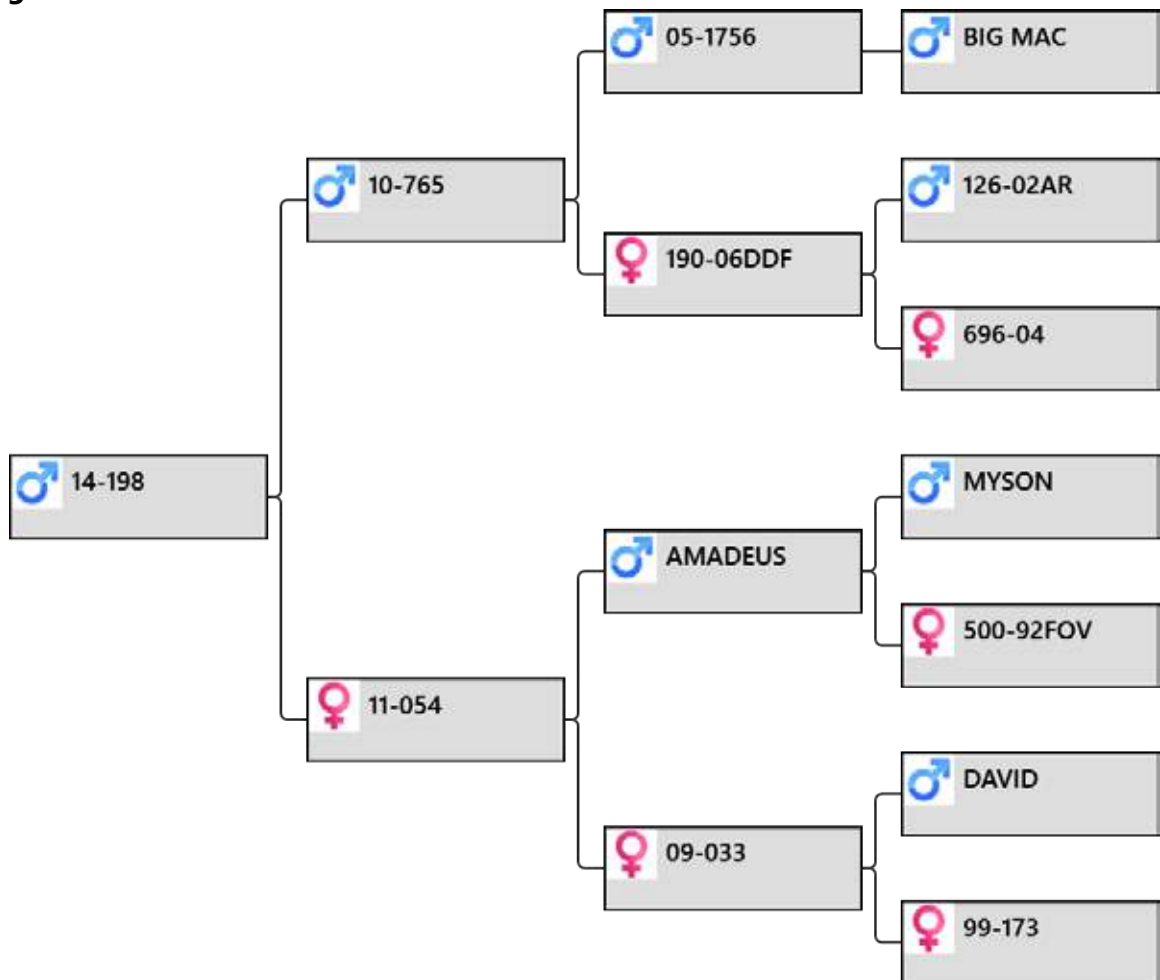 05-1756
BIG MAC
10-765
126-02AR
190-06DDF
696-04
14-198
MYSON
AMADEUS
500-92FOV
11-054
DAVID
09-033
99-173